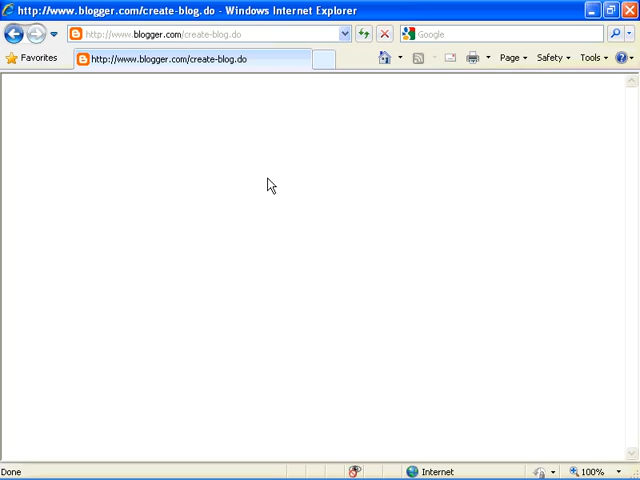 http://www.blogger.com/create-blog.do - Windows Internet Explorer
http://www.blogger.com/create-blog.do
Google
Favorites
http://www.blogger.com/create-blog.do
Page
Safety
Tools
Done
Internet
100%